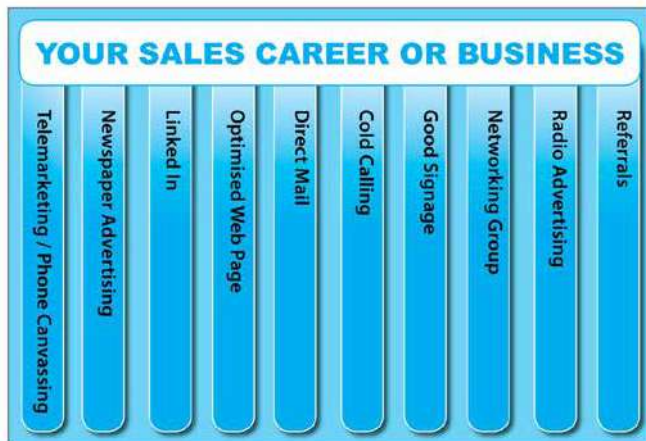 YOUR SALES CAREER OR BUSINESS
Telemarketing / Phone Canvassing
Newspaper Advertising
Linked In
Optimised Web Page
Direct Mail
Cold Calling
Good Signage
Networking Group
Radio Advertising
Referrals